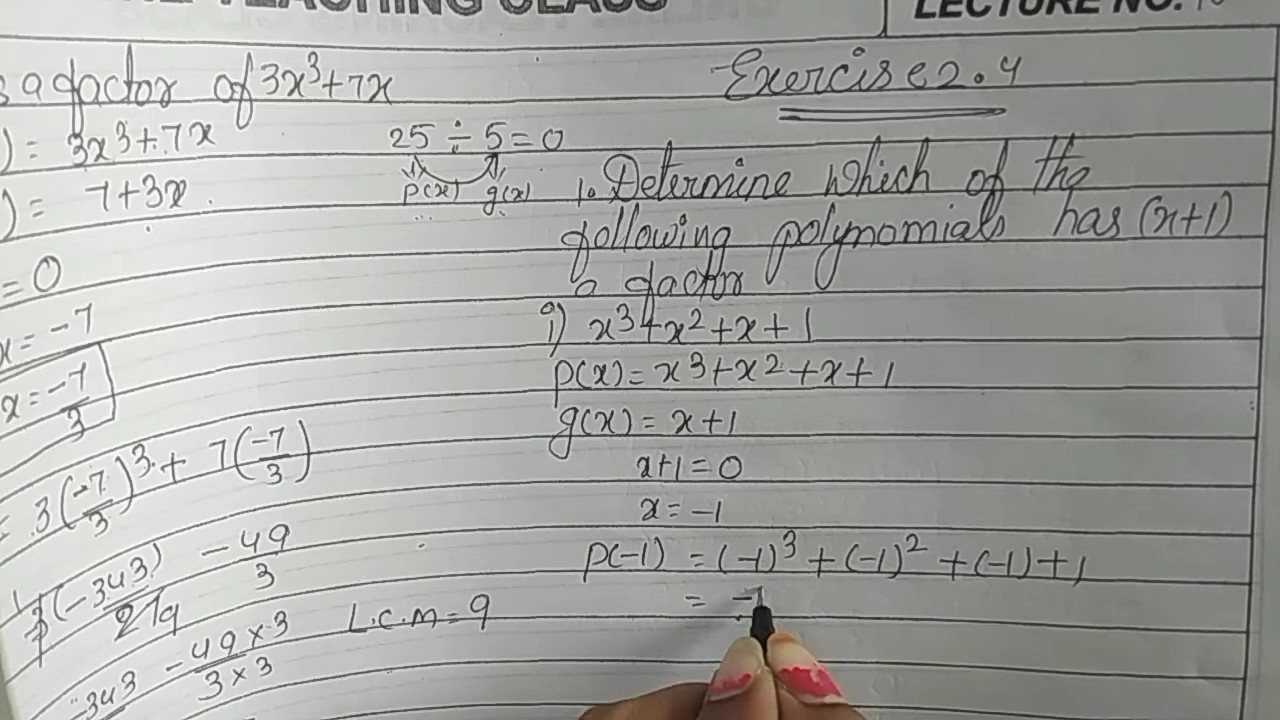 TEACHING CLASS
LECTURE NO.
a factor of 3x³+7x
) = 3x³+7x
) = 7+3x
= 0
x = -7
x = -7/3
= 3(-7/3)³ + 7(-7/3)
(-343) -49
3
-343 -49×3
3×3
L.C.M = 9
25 ÷ 5 = 0
p(x) g(x)
Exercise 2.4
1. Determine which of the
following polynomials has (x+1)
a factor
i) x³+x²+x+1
p(x) = x³+x²+x+1
g(x) = x+1
x+1 = 0
x = -1
p(-1) = (-1)³+(-1)²+(-1)+1
= -1